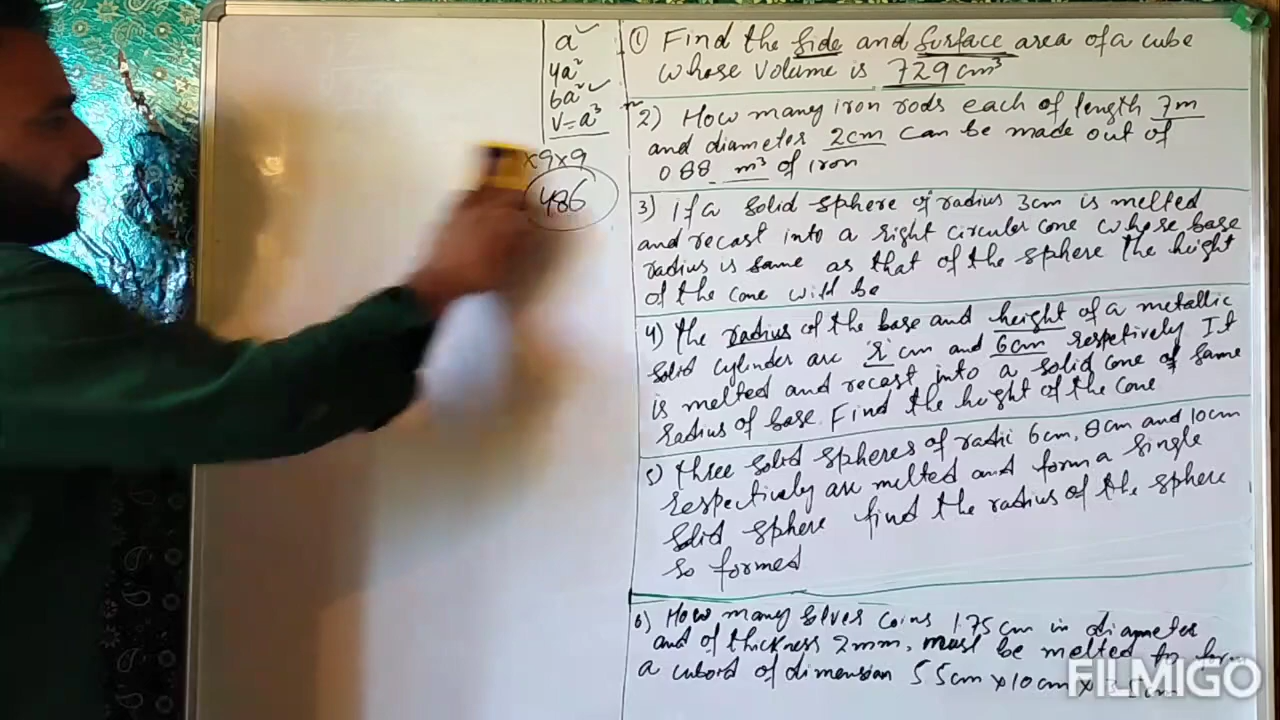 a
4a²
6a²
V=a³
×9×9
486
① Find the side and surface area of a cube
whose Volume is 729 cm³
2) How many iron rods each of length 7m
and diameter 2cm can be made out of
088 m³ of iron
3) If a solid sphere of radius 3cm is melted
and recast into a right circular cone whose base
radius is same as that of the sphere the height
of the cone will be
4) the radius of the base and height of a metallic
solid cylinder are r cm and 6cm respetively It
is melted and recast into a solid cone of same
radius of base. Find the height of the cone
5) three solid spheres of radii 6cm, 8cm and 10cm
respectively are melted and form a single
solid sphere find the radius of the sphere
so formed
6) How many silver coins 1.75 cm in diameter
and of thickness 2mm, must be melted to form
a cuboid of dimension 5.5cm ×10cm × 3.5cm
FILMIGO